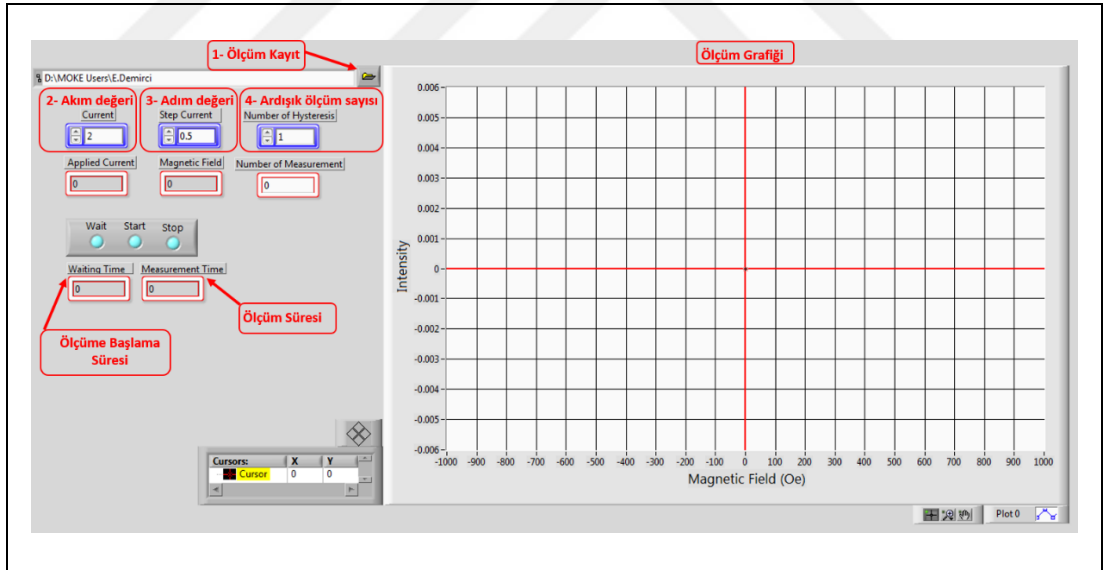 1- Ölçüm Kayıt
Ölçüm Grafiği
D:\MOKE Users\E.Demirci
2- Akım değeri
3- Adım değeri
4- Ardışık ölçüm sayısı
Current
Step Current
Number of Hysteresis
2
0.5
1
Applied Current
Magnetic Field
Number of Measurement
0
0
0
Wait
Start
Stop
Waiting Time
Measurement Time
0
0
Ölçüm Süresi
Ölçüme Başlama
Süresi
Cursors:
X
Y
Cursor
0
0
Intensity
0.006
0.005
0.004
0.003
0.002
0.001
0
-0.001
-0.002
-0.003
-0.004
-0.005
-0.006
-1000 -900 -800 -700 -600 -500 -400 -300 -200 -100 0 100 200 300 400 500 600 700 800 900 1000
Magnetic Field (Oe)
Plot 0